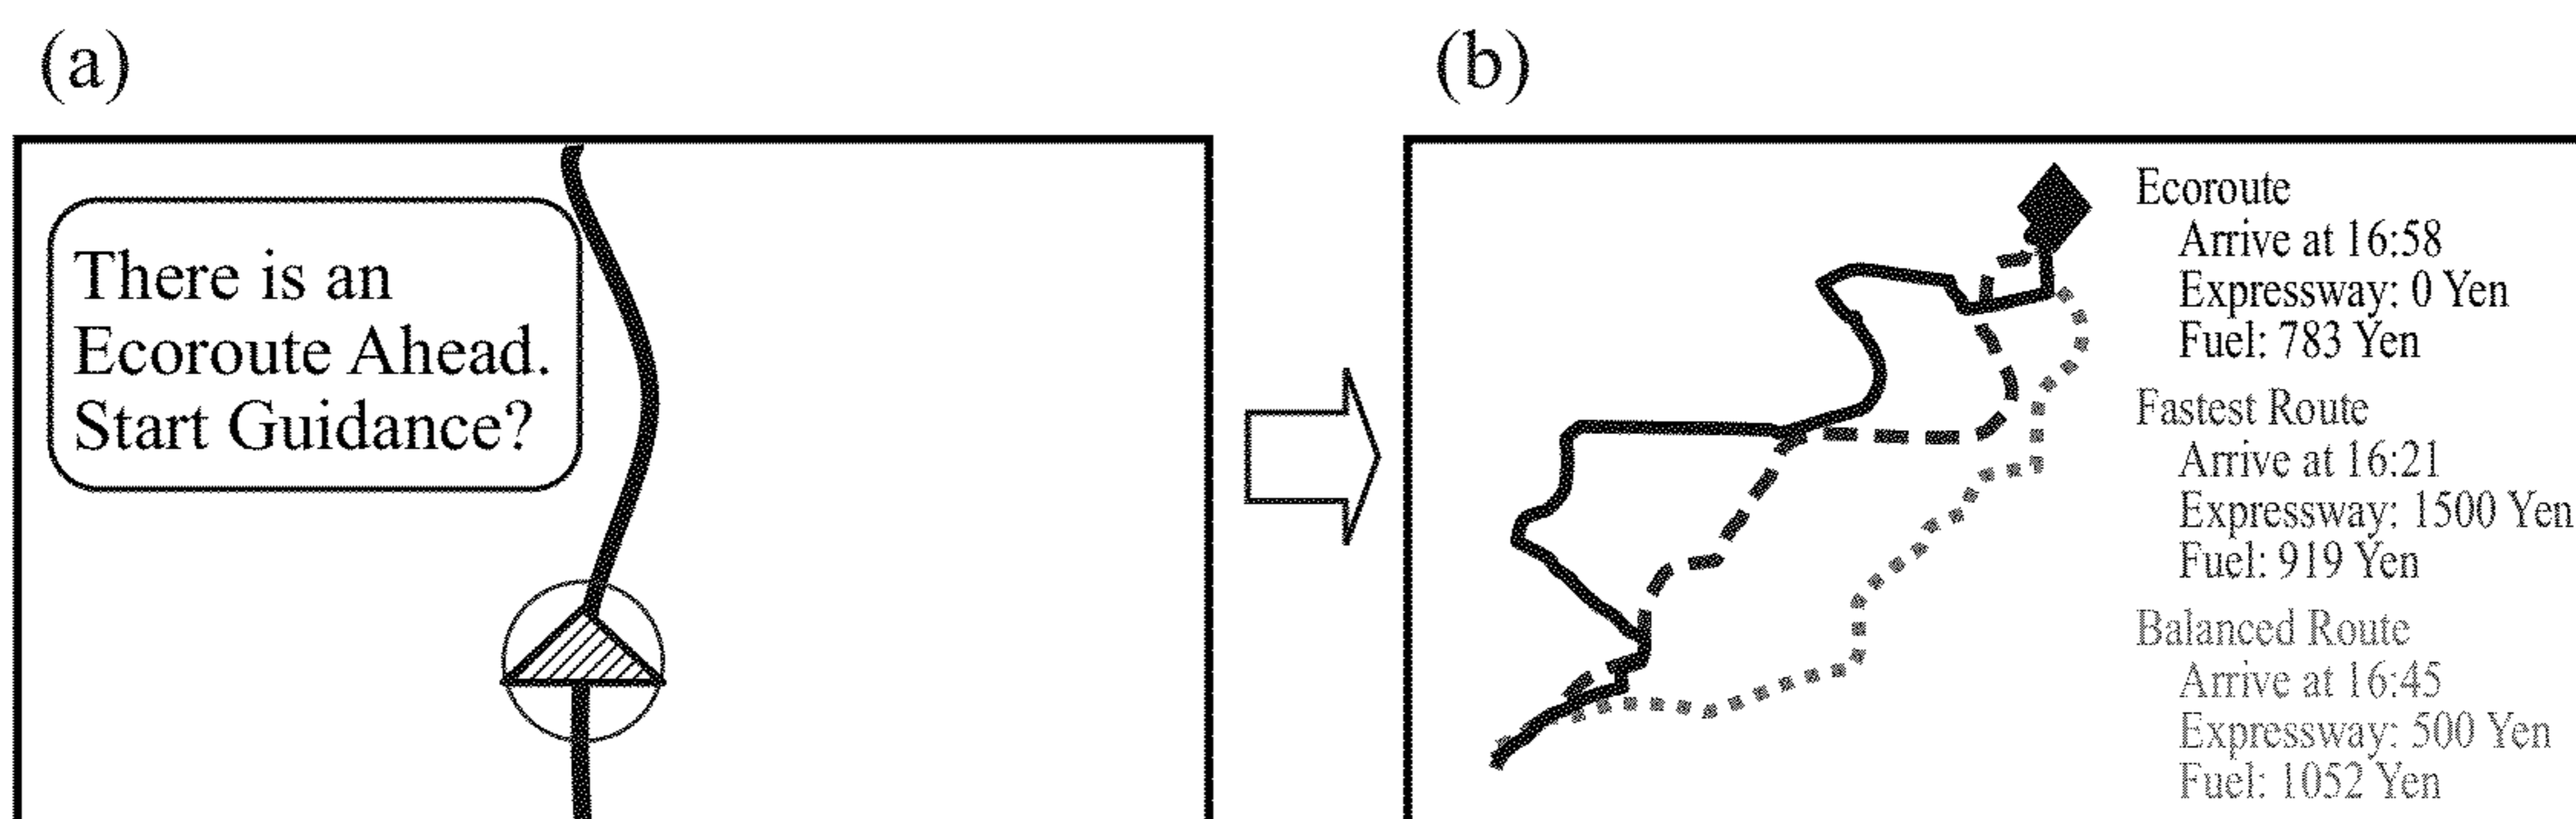 (a)
There is an
Ecoroute Ahead.
Start Guidance?
(b)
Ecoroute
Arrive at 16:58
Expressway: 0 Yen
Fuel: 783 Yen
Fastest Route
Arrive at 16:21
Expressway: 1500 Yen
Fuel: 919 Yen
Balanced Route
Arrive at 16:45
Expressway: 500 Yen
Fuel: 1052 Yen